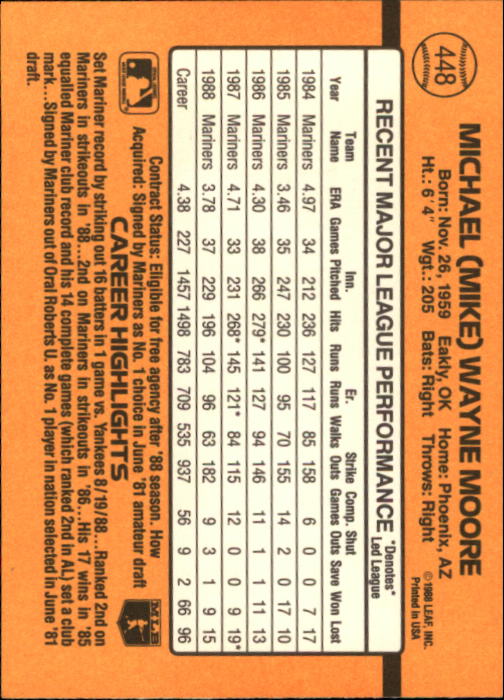 448
MICHAEL (MIKE) WAYNE MOORE
Born: Nov. 26, 1959 Eakly, OK Home: Phoenix, AZ
Ht.: 6'4" Wgt.: 205 Bats: Right Throws: Right
©1988 LEAF, INC.
Printed in USA
RECENT MAJOR LEAGUE PERFORMANCE *Denotes Led League
Year Team Name ERA Games Inn. Pitched Hits Runs Er. Runs Walks Strike Outs Comp. Games Shut Outs Save Won Lost
1984 Mariners 4.97 34 212 236 127 117 85 158 6 0 0 7 17
1985 Mariners 3.46 35 247 230 100 95 70 155 14 2 0 17 10
1986 Mariners 4.30 38 266 279* 141 127 94 146 11 1 1 11 13
1987 Mariners 4.71 33 231 268* 145 121* 84 115 12 0 0 9 19*
1988 Mariners 3.78 37 229 196 104 96 63 182 9 3 1 9 15
Career 4.38 227 1457 1498 783 709 535 937 56 9 2 66 96
Contract Status: Eligible for free agency after '88 season. How
Acquired: Signed by Mariners as No. 1 choice in June '81 amateur draft
CAREER HIGHLIGHTS
MLB
Set Mariner record by striking out 16 batters in 1 game vs. Yankees 8/19/88...Ranked 2nd on
Mariners in strikeouts in '88...2nd on Mariners in strikeouts in '86...His 17 wins in '85
equalled Mariner club record and his 14 complete games (which ranked 2nd in AL) set a club
mark...Signed by Mariners out of Oral Roberts U. as No. 1 player in nation selected in June '81
draft.